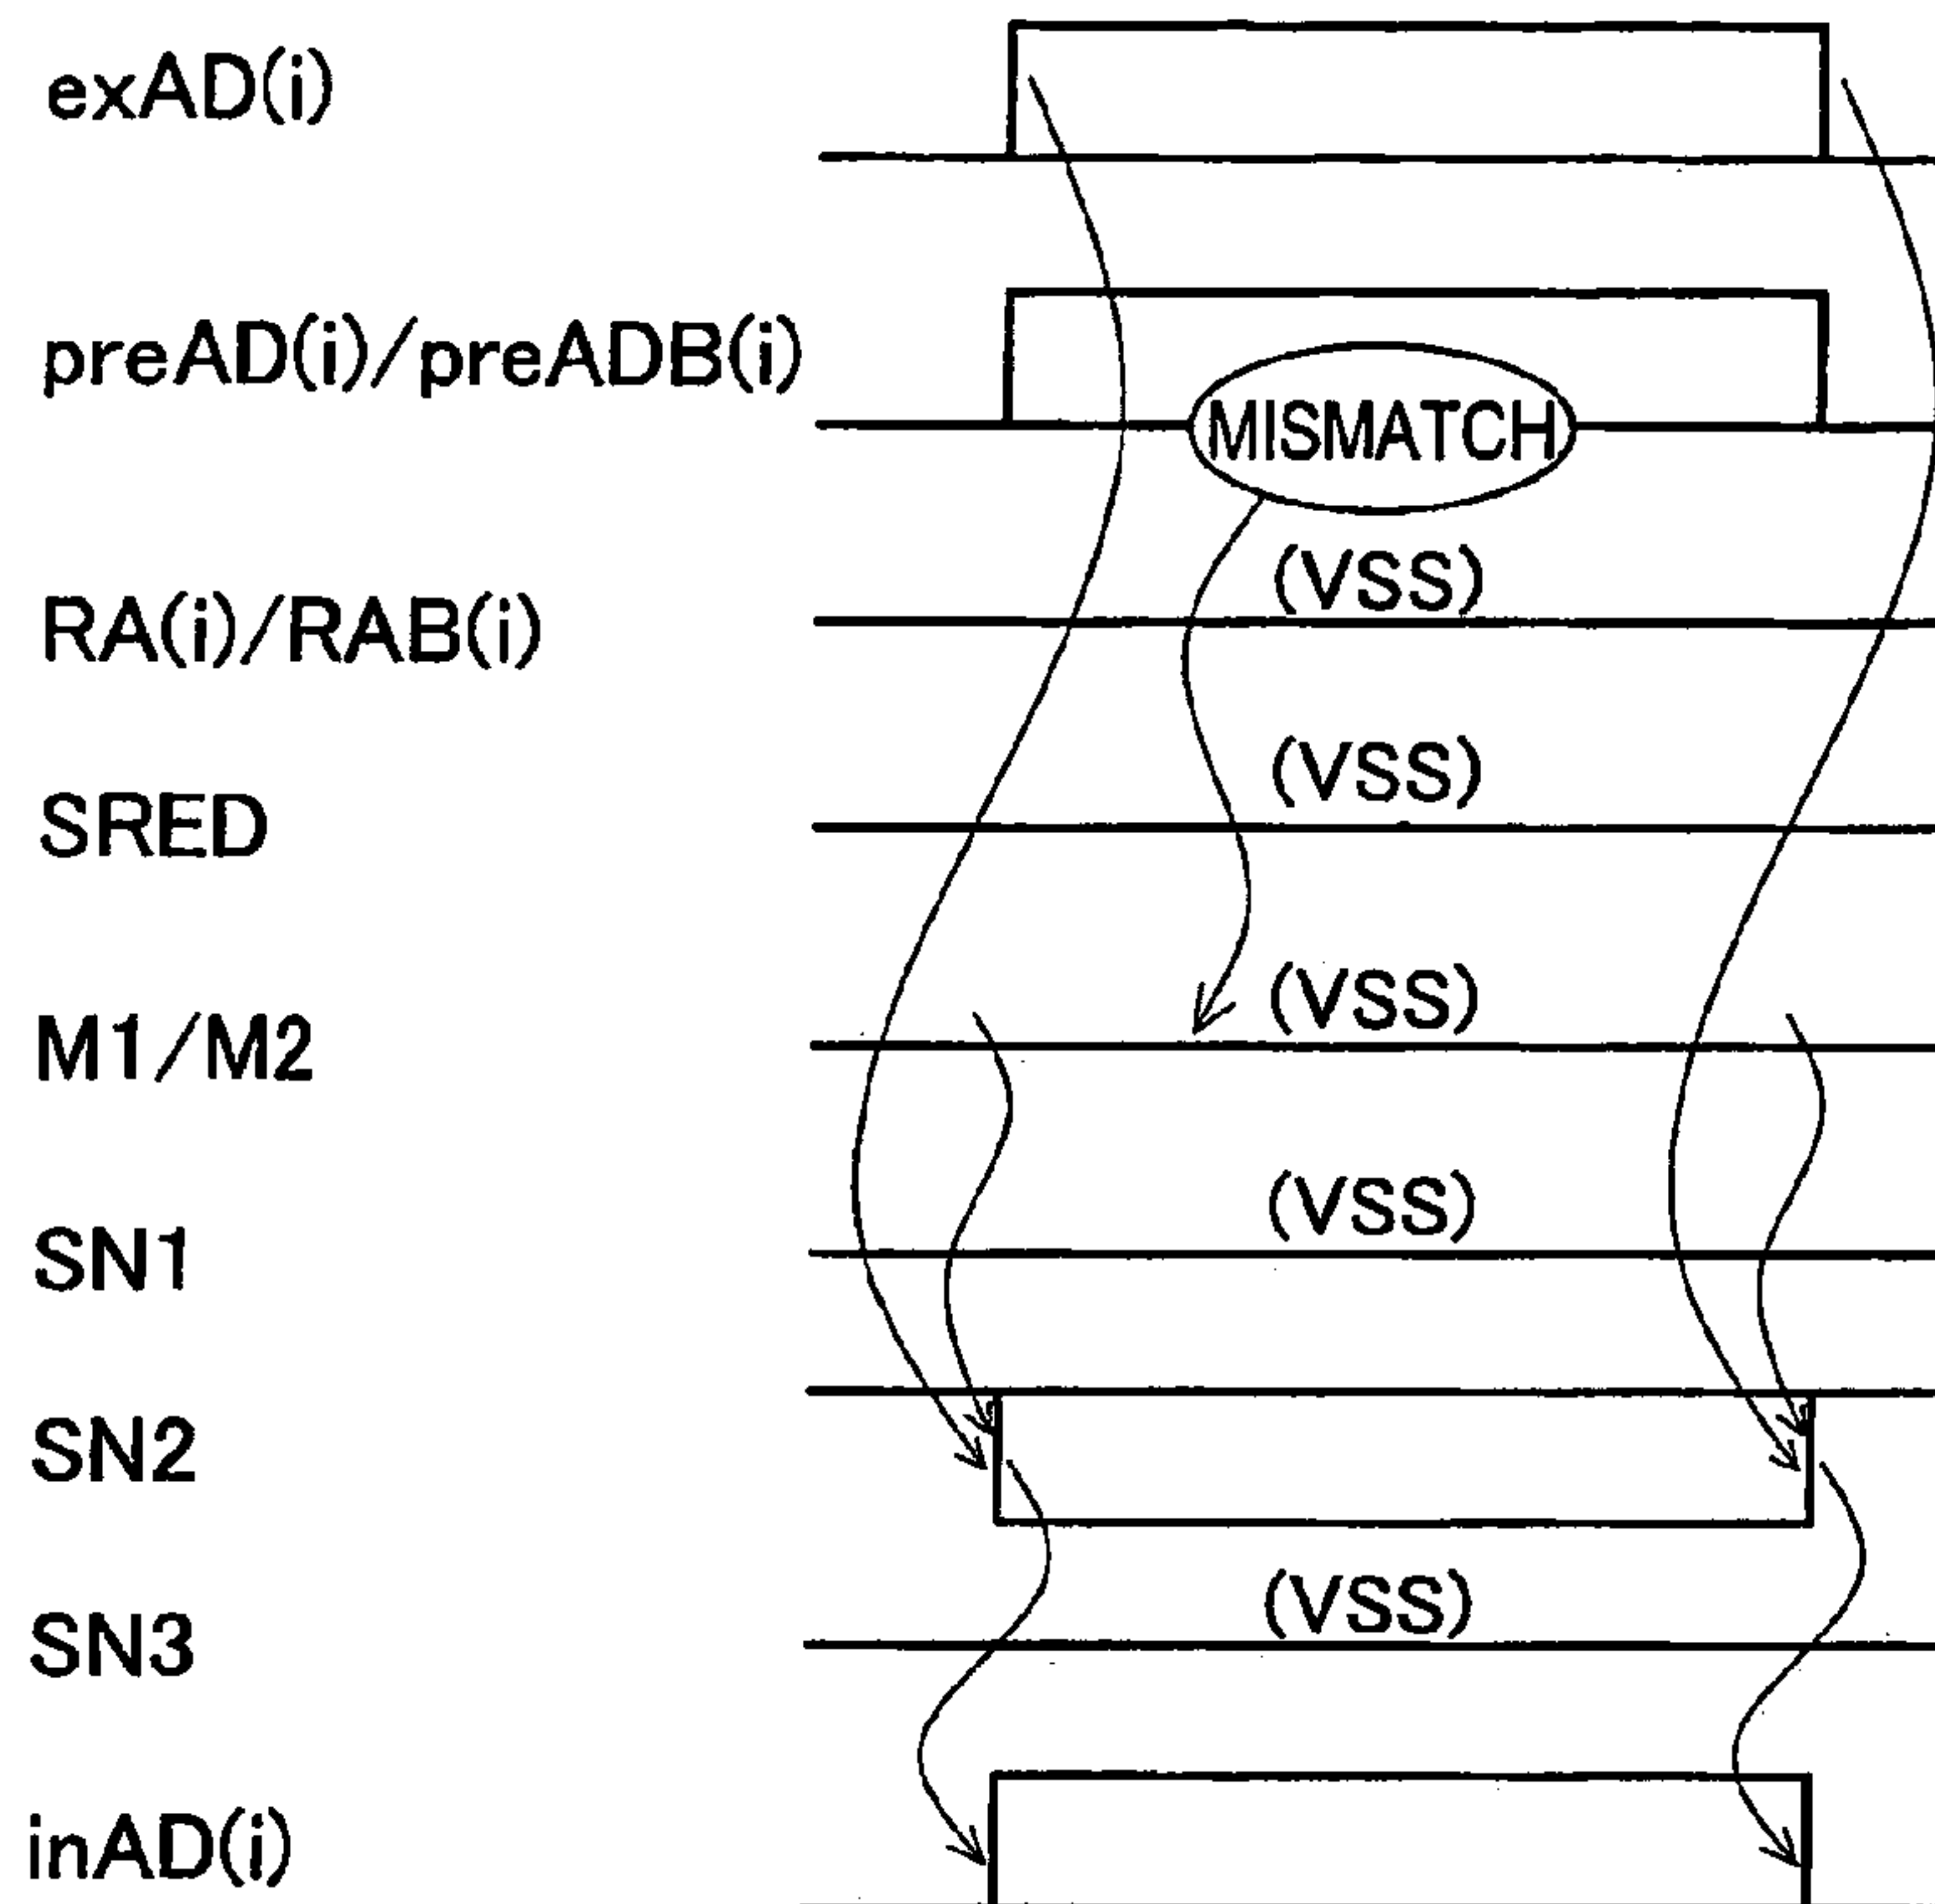 exAD(i)
preAD(i)/preADB(i)
MISMATCH
RA(i)/RAB(i)
(VSS)
SRED
(VSS)
M1/M2
(VSS)
SN1
(VSS)
SN2
SN3
(VSS)
inAD(i)